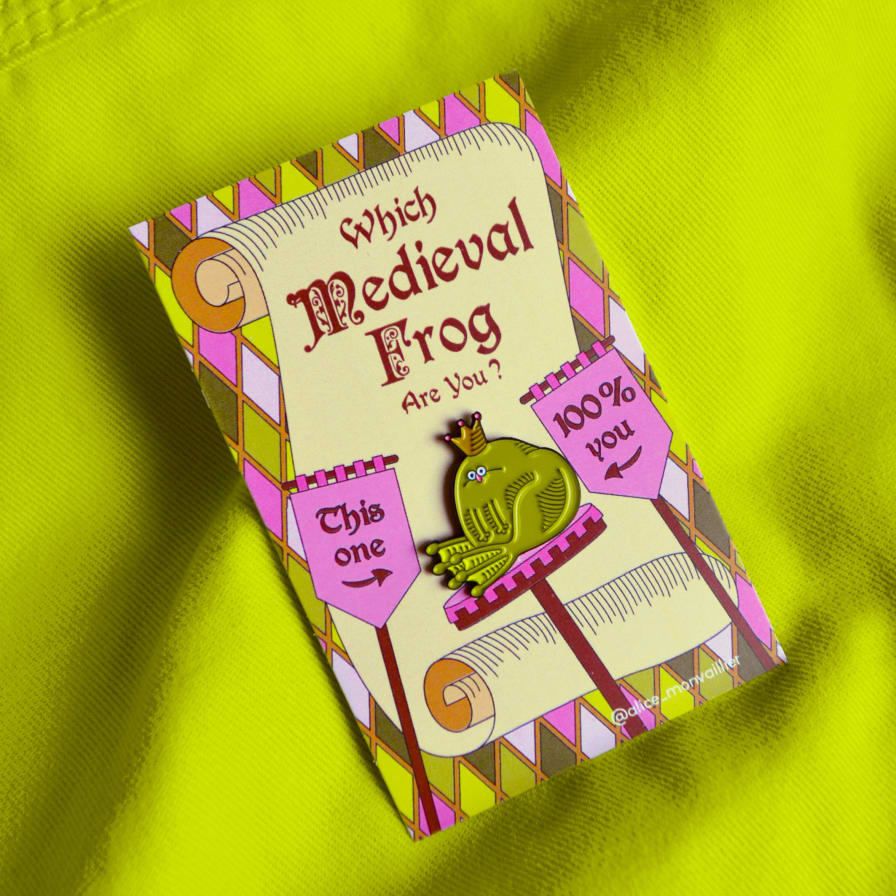 Which
Medieval
Frog
Are You?
100%
you
This
one
@alice_monvaillier